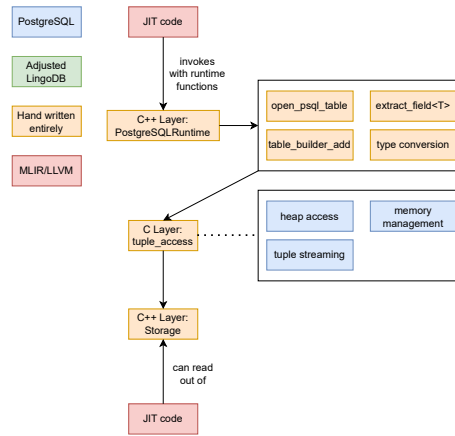 PostgreSQL
Adjusted
LingoDB
Hand written
entirely
MLIR/LLVM
JIT code
invokes
with runtime
functions
C++ Layer:
PostgreSQLRuntime
open_psql_table
extract_field<T>
table_builder_add
type conversion
C Layer:
tuple_access
heap access
memory
management
tuple streaming
C++ Layer:
Storage
can read
out of
JIT code